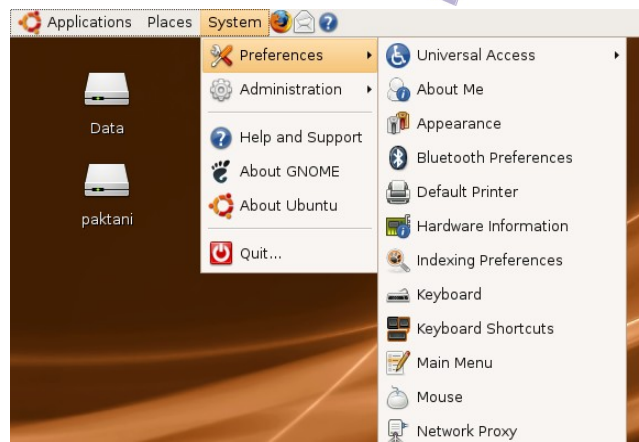 Applications Places System
Data
paktani
Preferences
Administration
Help and Support
About GNOME
About Ubuntu
Quit...
Universal Access
About Me
Appearance
Bluetooth Preferences
Default Printer
Hardware Information
Indexing Preferences
Keyboard
Keyboard Shortcuts
Main Menu
Mouse
Network Proxy